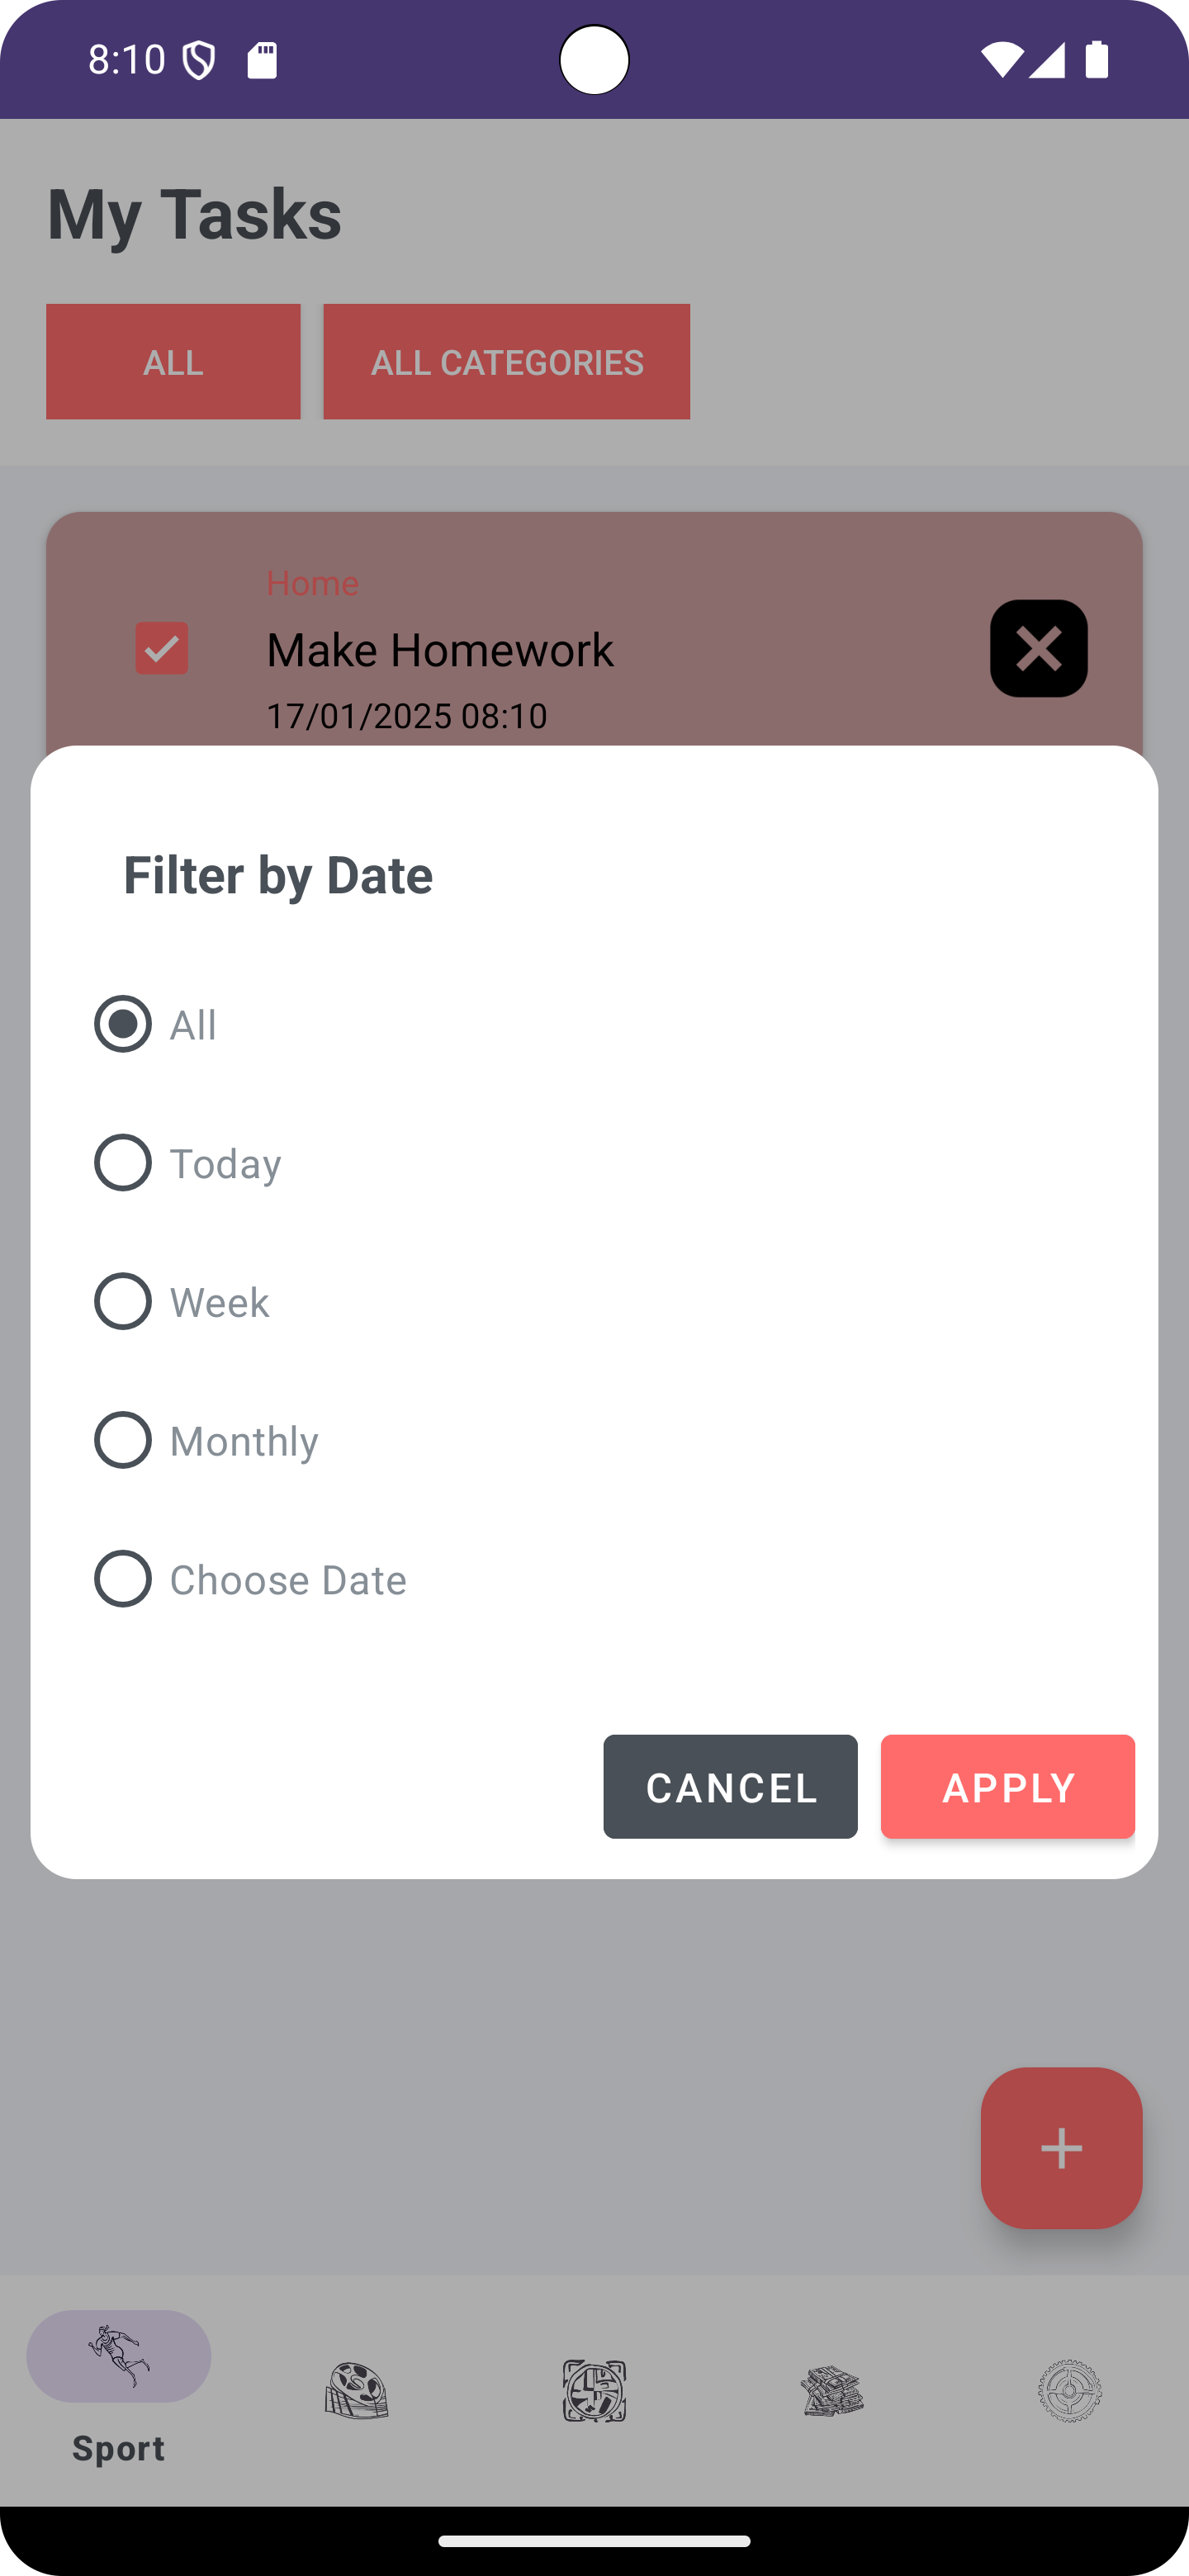 8:10
My Tasks
ALL
ALL CATEGORIES
Home
Make Homework
17/01/2025 08:10
Filter by Date
All
Today
Week
Monthly
Choose Date
CANCEL
APPLY
Sport